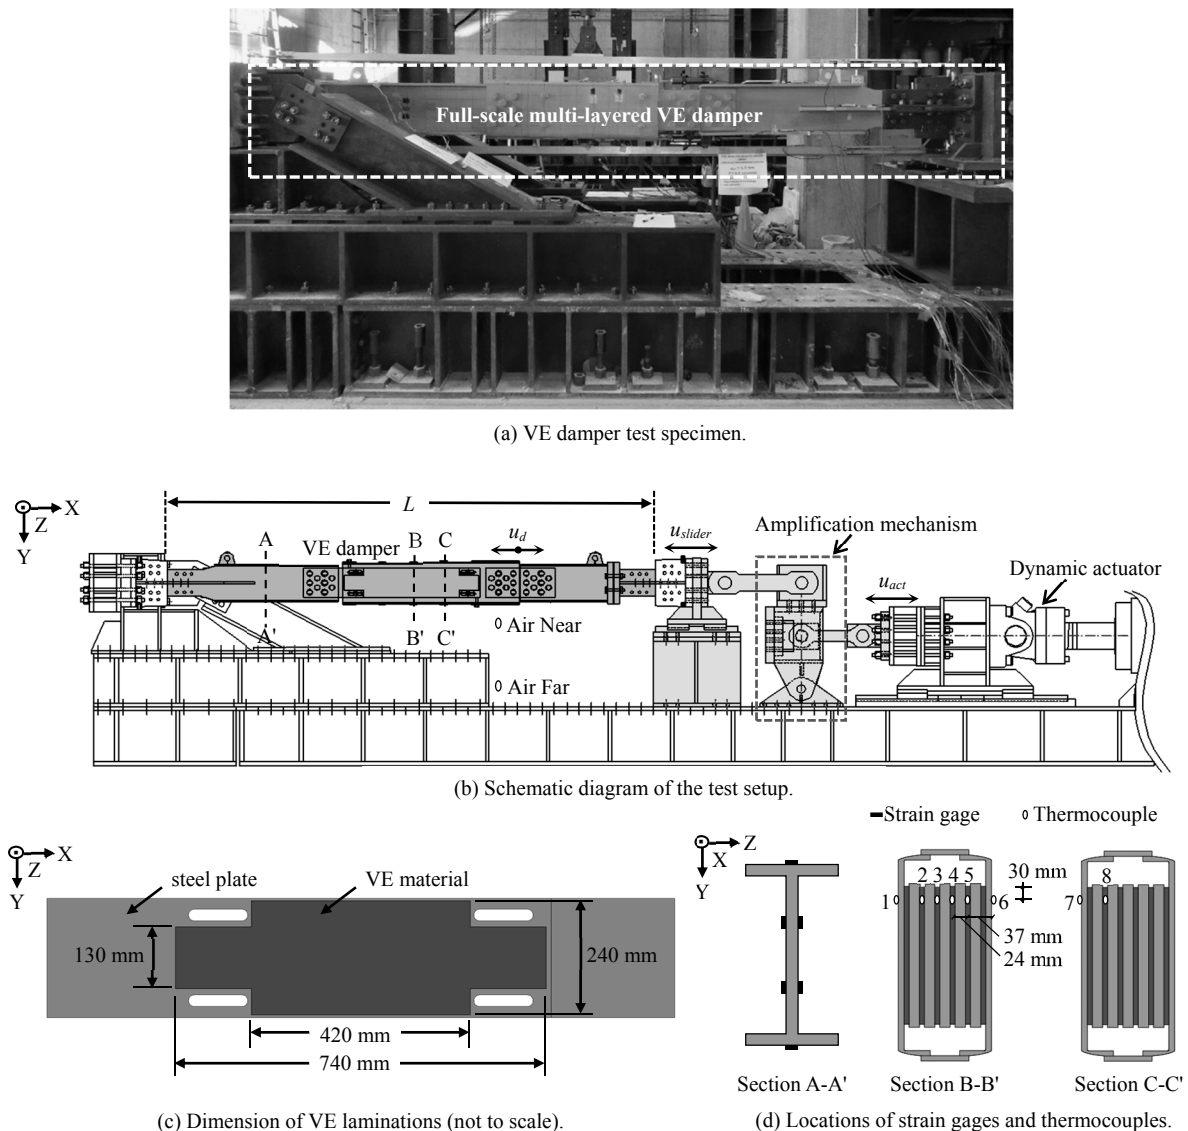 Full-scale multi-layered VE damper
(a) VE damper test specimen.
X
Z
Y
L
A
VE damper
B
C
u_d
u_slider
Amplification mechanism
u_act
Dynamic actuator
A'
B'
C'
Air Near
Air Far
(b) Schematic diagram of the test setup.
X
Z
Y
steel plate
VE material
130 mm
240 mm
420 mm
740 mm
(c) Dimension of VE laminations (not to scale).
Strain gage
Thermocouple
Z
X
Y
2 3 4 5
1
6
30 mm
37 mm
24 mm
8
7
Section A-A'
Section B-B'
Section C-C'
(d) Locations of strain gages and thermocouples.